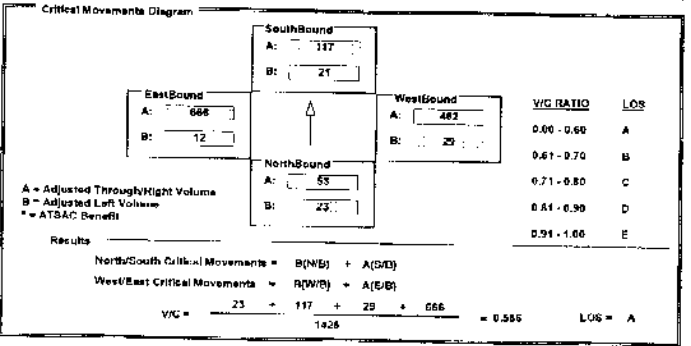 Critical Movements Diagram
SouthBound
A: 117
B: 21
EastBound
A: 666
B: 12
WestBound
A: 462
B: 29
NorthBound
A: 53
B: 23
V/C RATIO LOS
0.00 - 0.60 A
0.61 - 0.70 B
0.71 - 0.80 C
0.81 - 0.90 D
0.91 - 1.00 E
A = Adjusted Through/Right Volume
B = Adjusted Left Volume
* = ATSAC Benefit
Results
North/South Critical Movements = B(N/B) + A(S/B)
West/East Critical Movements = B(W/B) + A(E/B)
V/C = 23 + 117 + 29 + 666 = 0.586 LOS = A
1425